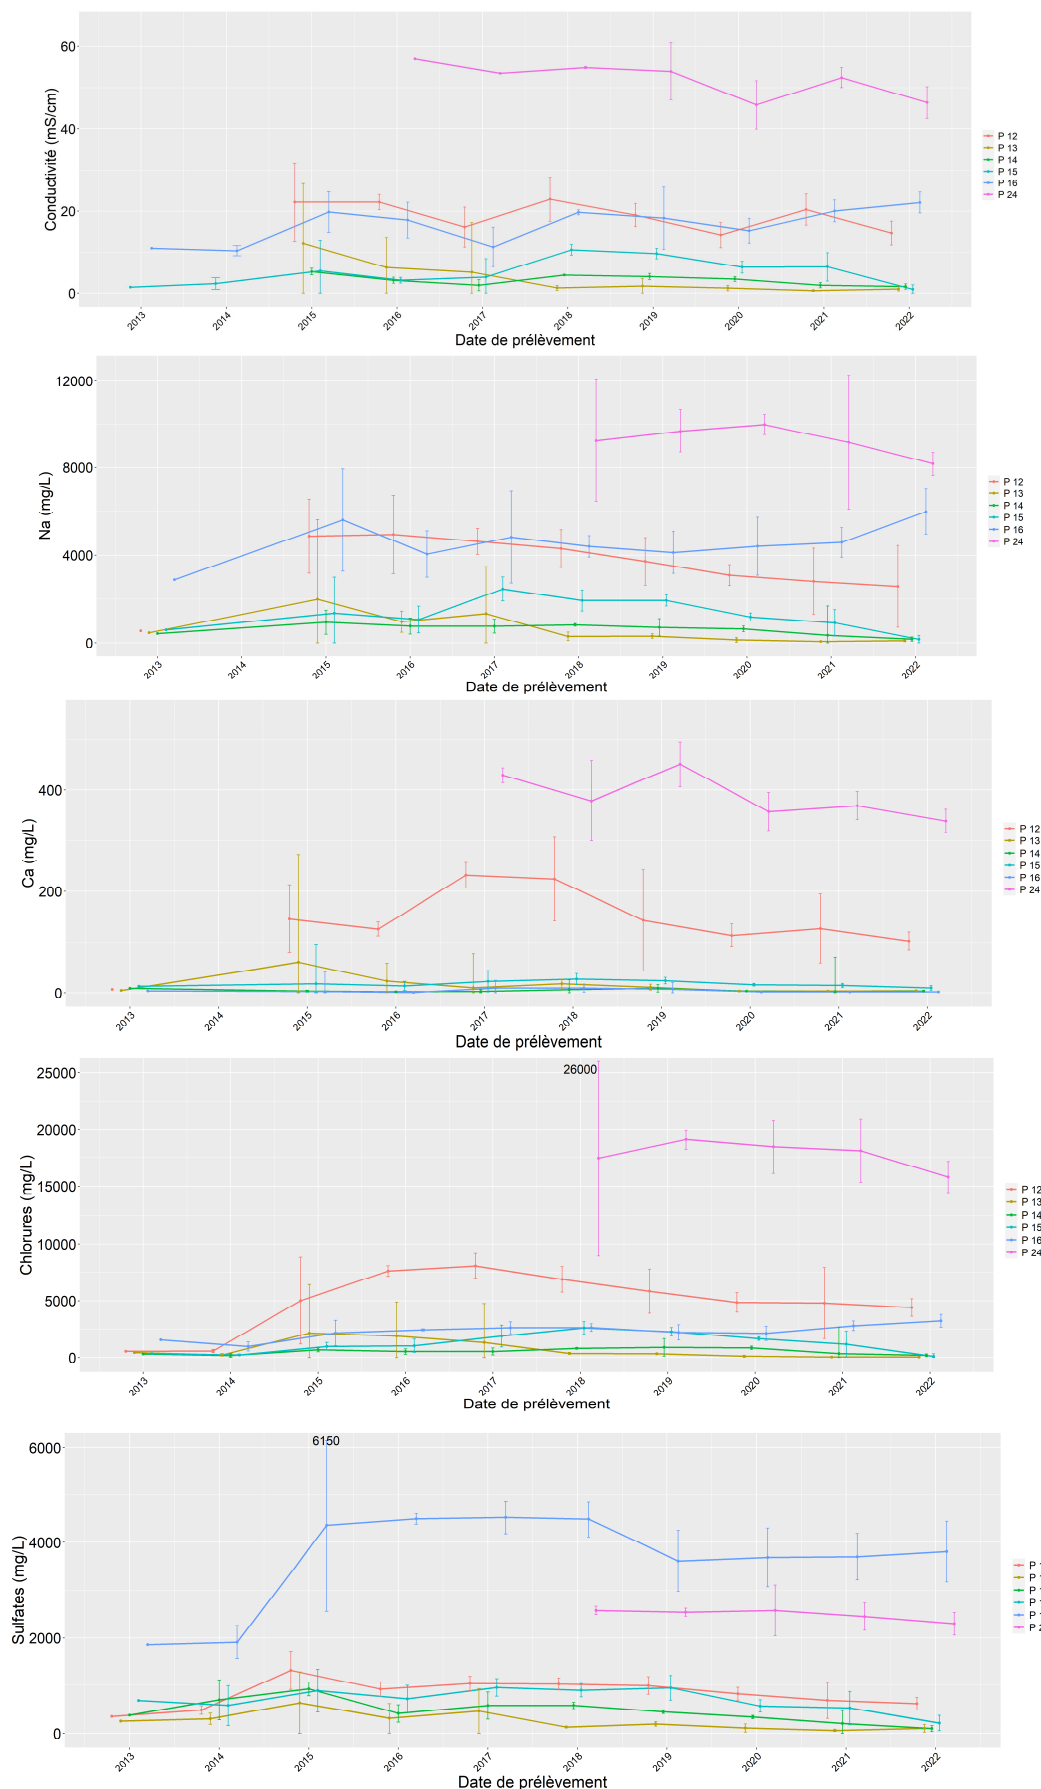 60
40
20
0
Conductivité (mS/cm)
2013 2014 2015 2016 2017 2018 2019 2020 2021 2022
Date de prélèvement
P 12
P 13
P 14
P 15
P 16
P 24
12000
8000
4000
0
Na (mg/L)
2013 2014 2015 2016 2017 2018 2019 2020 2021 2022
Date de prélèvement
P 12
P 13
P 14
P 15
P 16
P 24
400
200
0
Ca (mg/L)
2013 2014 2015 2016 2017 2018 2019 2020 2021 2022
Date de prélèvement
P 12
P 13
P 14
P 15
P 16
P 24
26000
25000
20000
15000
10000
5000
0
Chlorures (mg/L)
2013 2014 2015 2016 2017 2018 2019 2020 2021 2022
Date de prélèvement
P 12
P 13
P 14
P 15
P 16
P 24
6150
6000
4000
2000
0
Sulfates (mg/L)
2013 2014 2015 2016 2017 2018 2019 2020 2021 2022
Date de prélèvement
P
P
P
P
P
P